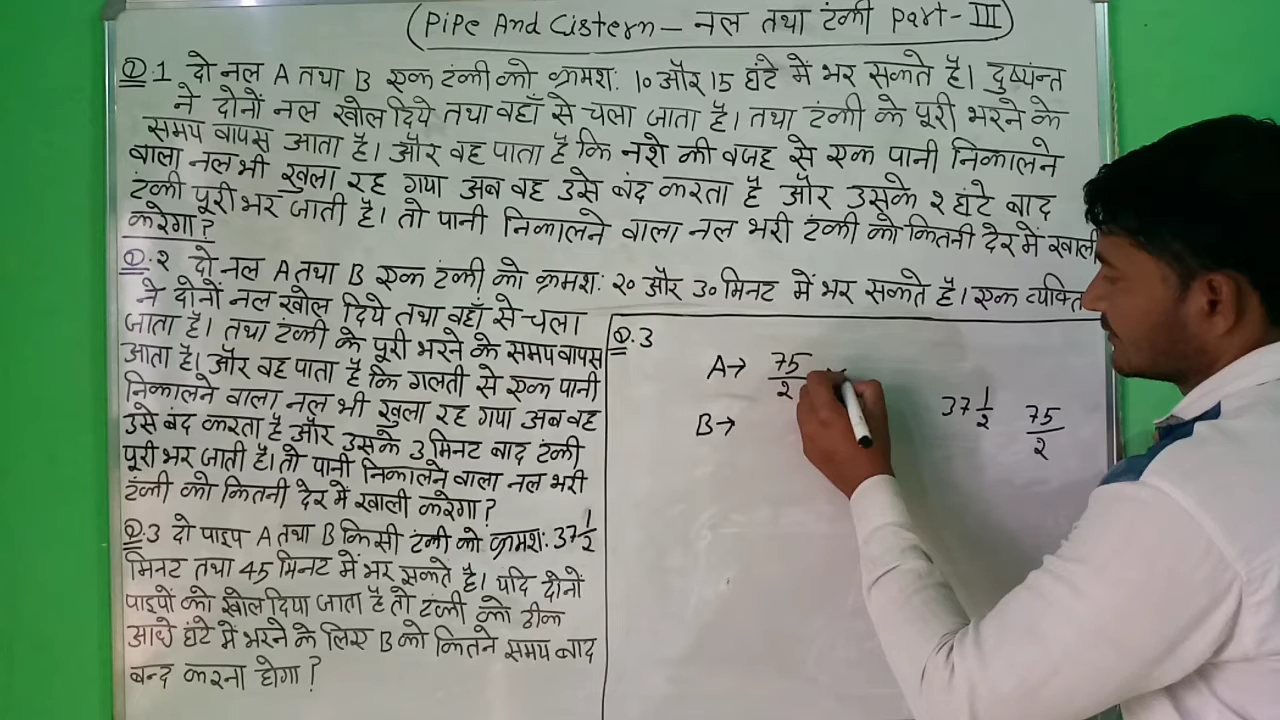 (Pipe And Cistern – नल तथा टंकी Part-III)
Q.1 दो नल A तथा B एक टंकी को क्रमश: 10 और 15 घंटे में भर सकते है। दुष्यंन्त
ने दोनों नल खोल दिये तथा वहाँ से चला जाता है। तथा टंकी के पूरी भरने के
समय वापस आता है। और वह पाता है कि नशे की वजह से एक पानी निकालने
वाला नल भी खुला रह गया अब वह उसे बंद करता है और उसके २ घंटे बाद
टंकी पूरी भर जाती है। तो पानी निकालने वाला नल भरी टंकी को कितनी देर में खाली
करेगा?
Q.२ दो नल A तथा B एक टंकी को क्रमश: २० और 3० मिनट में भर सकते है। एक व्यक्ति
ने दोनों नल खोल दिये तथा वहाँ से चला
जाता है। तथा टंकी के पूरी भरने के समय वापस
आता है। और वह पाता है कि गलती से एक पानी
निकालने वाला नल भी खुला रह गया अब वह
उसे बंद करता है और उसके 3 मिनट बाद टंकी
पूरी भर जाती है। तो पानी निकालने वाला नल भरी
टंकी को कितनी देर में खाली करेगा?
Q.3 दो पाइप A तथा B किसी टंकी को क्रमश: 37 1/2
मिनट तथा 45 मिनट में भर सकते है। यदि दोनों
पाइपों को खोल दिया जाता है तो टंकी को ठीक
आधे घंटे में भरने के लिए B को कितने समय बाद
बन्द करना होगा?
Q.3
A→ 75/2
B→
37 1/2 75/2